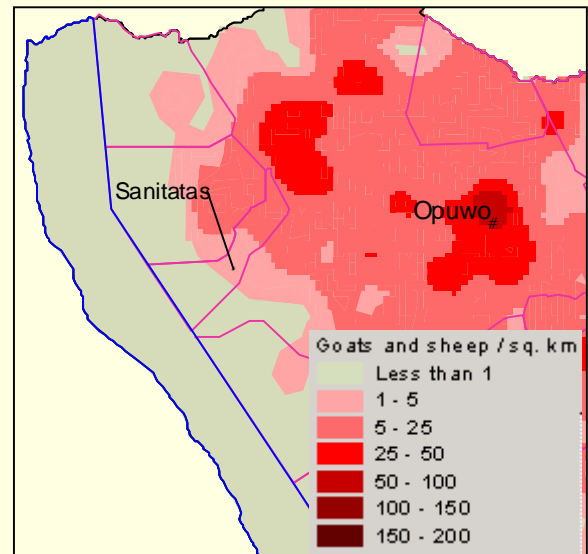 Sanitatas
Opuwo
#
Goats and sheep / sq. km
Less than 1
1 - 5
5 - 25
25 - 50
50 - 100
100 - 150
150 - 200